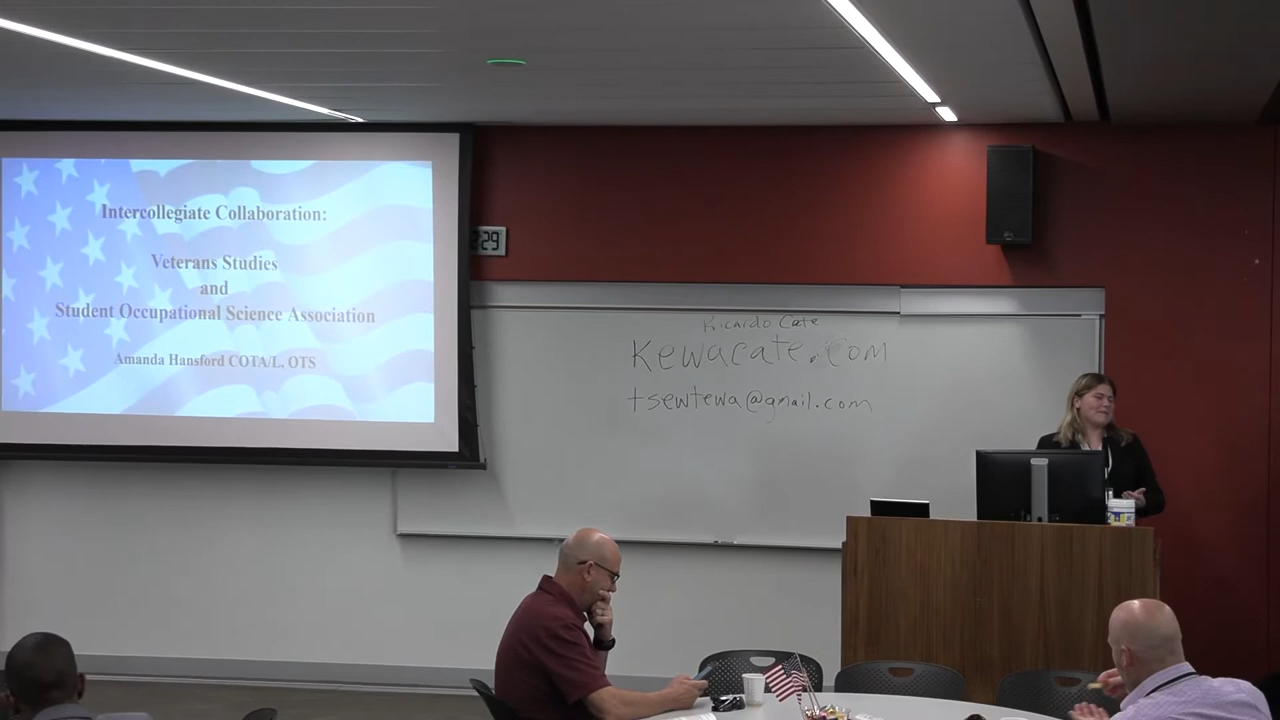 Intercollegiate Collaboration:
Veterans Studies
and
Student Occupational Science Association
Amanda Hansford COTA/L, OTS
:29
Ricardo Cate
Kewacate.com
tsewtewa@gmail.com